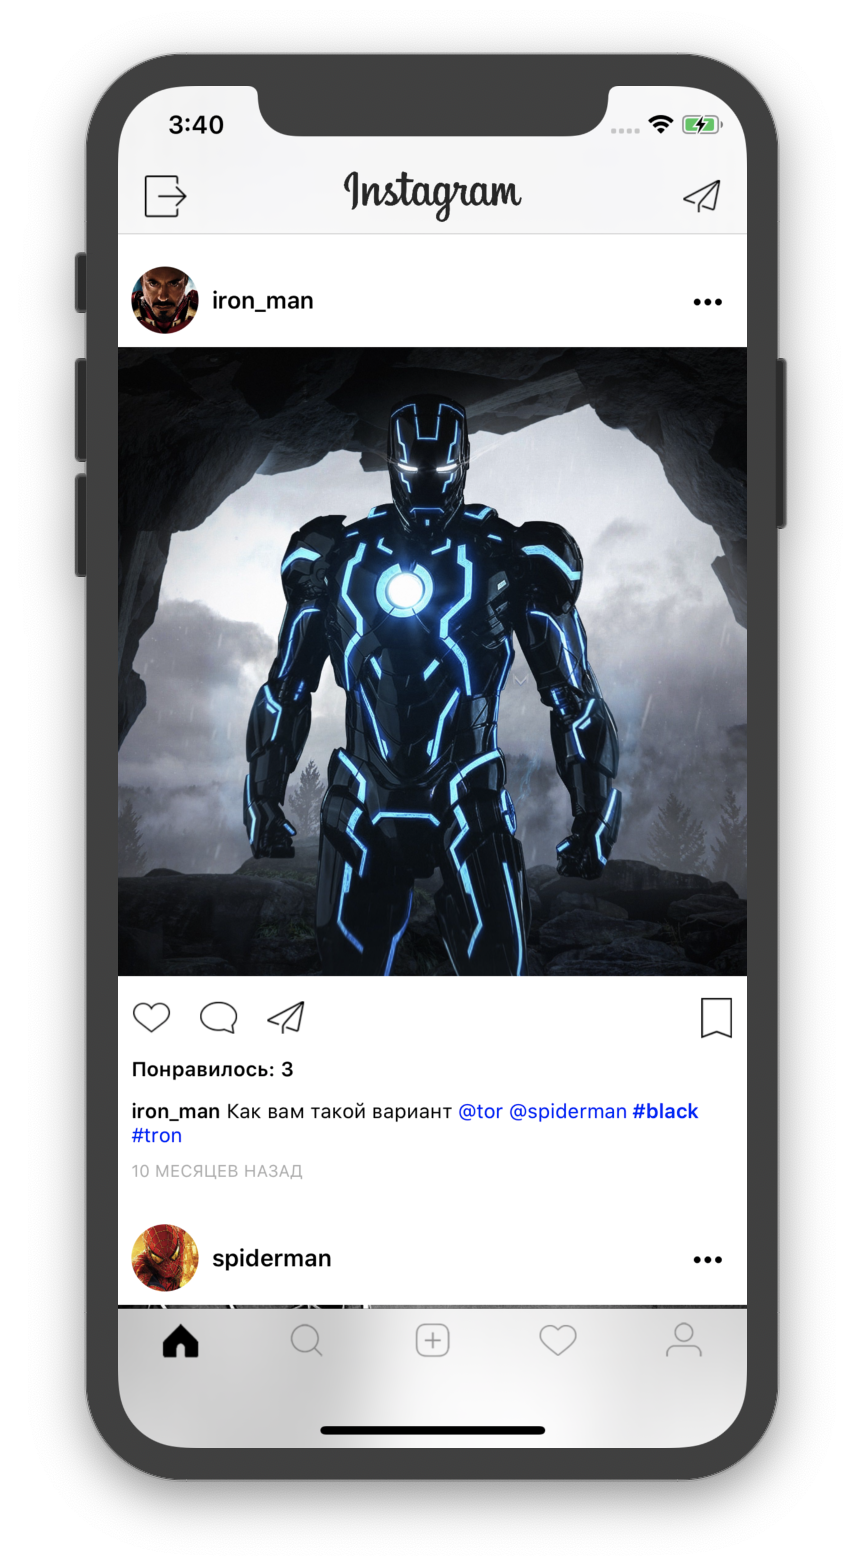 3:40
Instagram
iron_man
Понравилось: 3
iron_man Как вам такой вариант @tor @spiderman #black
#tron
10 МЕСЯЦЕВ НАЗАД
spiderman